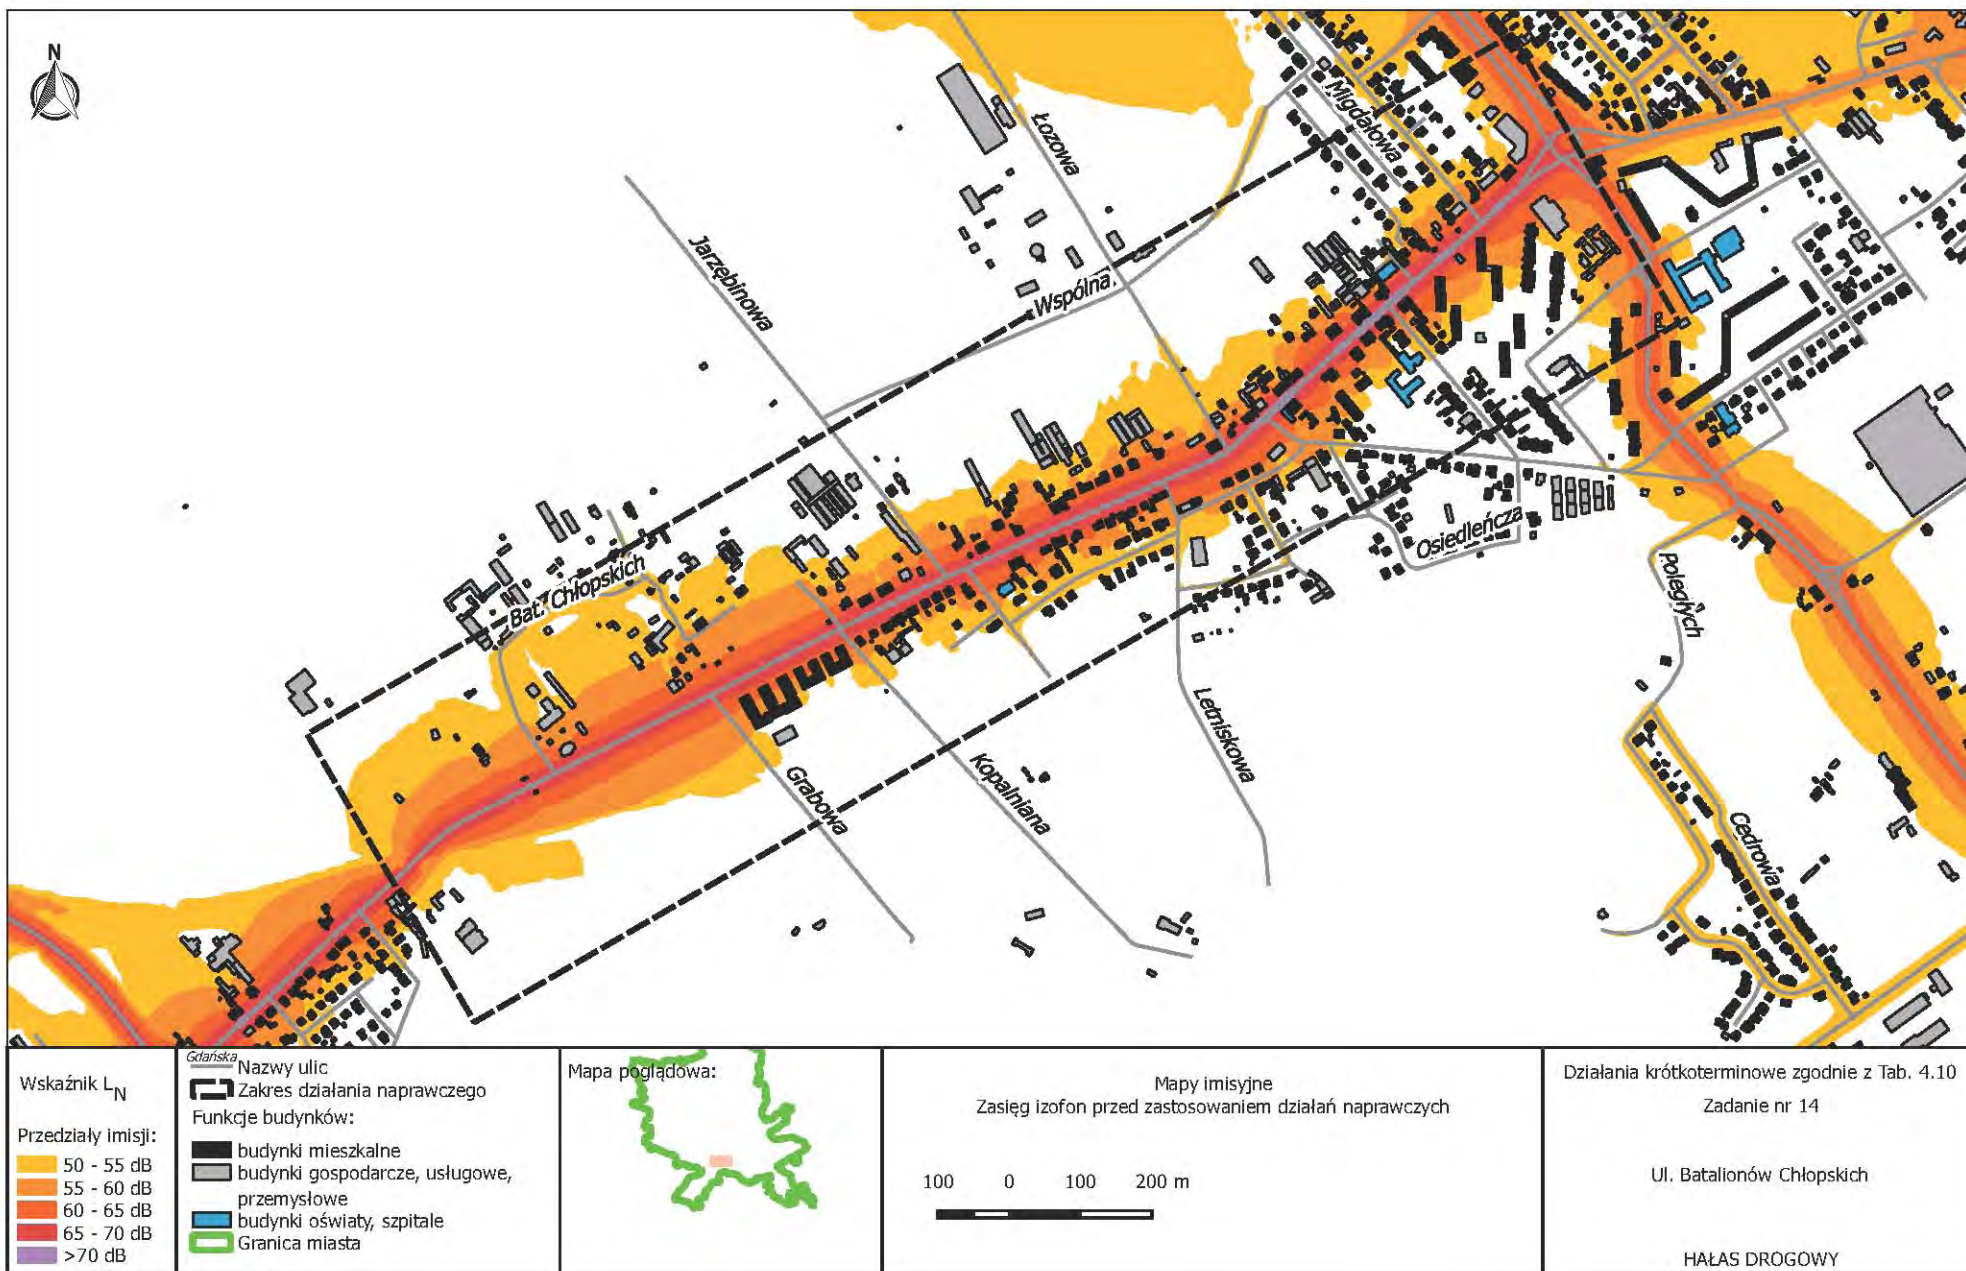 N
Migdałowa
Łozowa
Jarzębinowa
Wspólna
Bat. Chłopskich
Osiedleńcza
Poległych
Letniskowa
Kopalniana
Grabowa
Cedrowa
Wskaźnik LN
Przedziały imisji:
50 - 55 dB
55 - 60 dB
60 - 65 dB
65 - 70 dB
>70 dB
Gdańska
Nazwy ulic
Zakres działania naprawczego
Funkcje budynków:
budynki mieszkalne
budynki gospodarcze, usługowe,
przemysłowe
budynki oświaty, szpitale
Granica miasta
Mapa poglądowa:
Mapy imisyjne
Zasięg izofon przed zastosowaniem działań naprawczych
100 0 100 200 m
Działania krótkoterminowe zgodnie z Tab. 4.10
Zadanie nr 14
Ul. Batalionów Chłopskich
HAŁAS DROGOWY